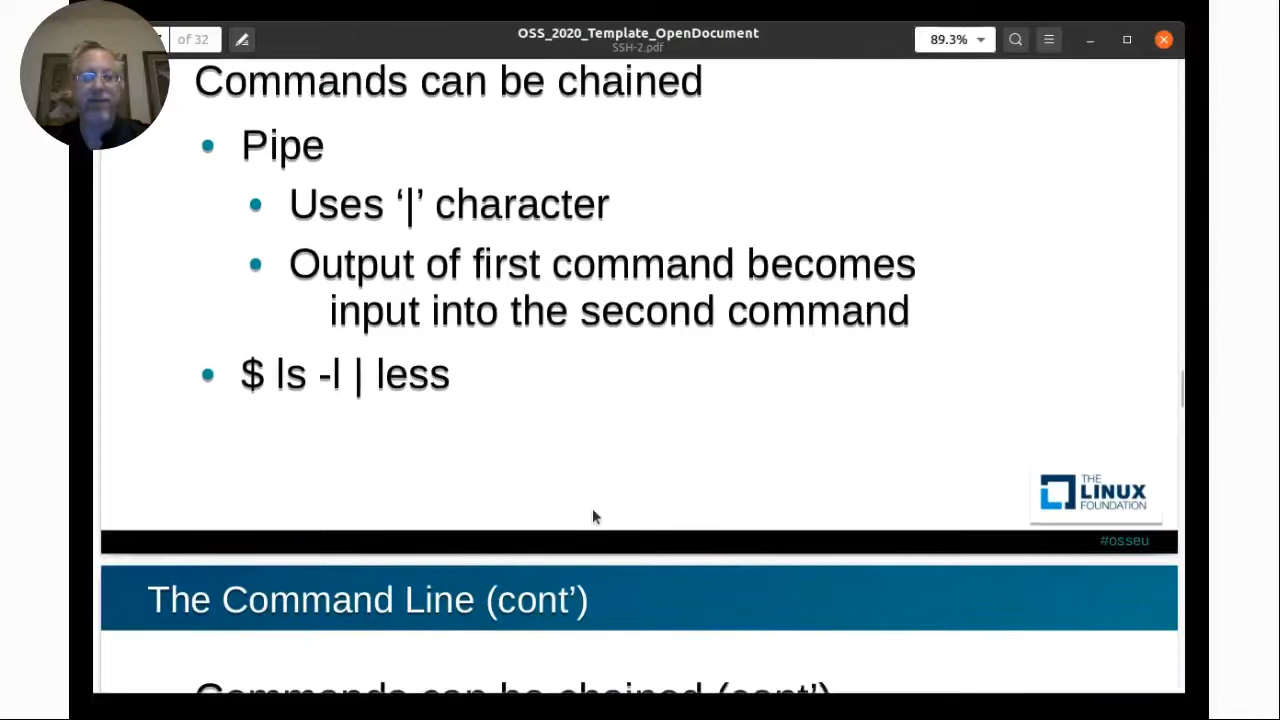 OSS_2020_Template_OpenDocument
SSH-2.pdf
of 32
89.3%
Commands can be chained
• Pipe
• Uses ‘|’ character
• Output of first command becomes
input into the second command
• $ ls -l | less
THE
LINUX
FOUNDATION
#osseu
The Command Line (cont’)
Commands can be chained (cont’)